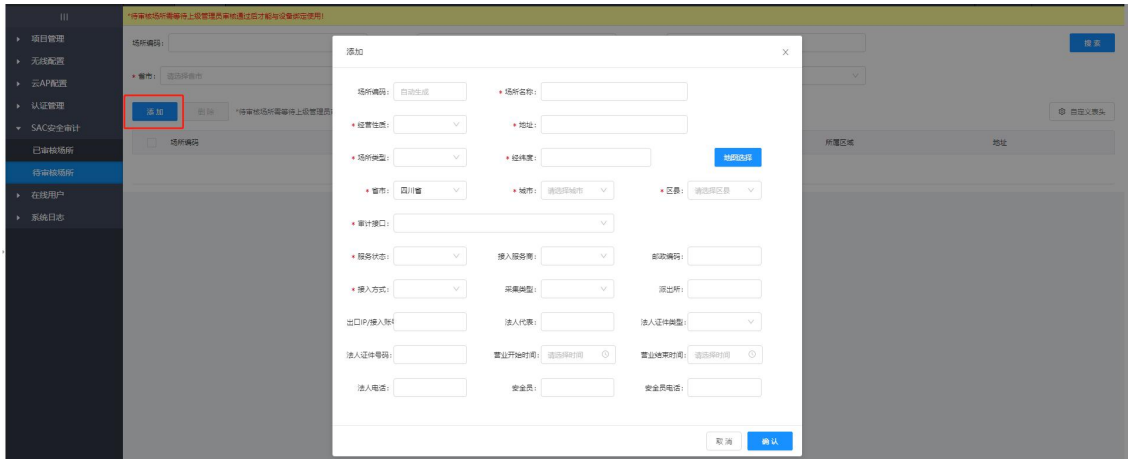 *待审核场所需等待上级管理员审核通过后才能与设备绑定使用!
项目管理
无线配置
云AP配置
认证管理
SAC安全审计
已审核场所
待审核场所
在线用户
系统日志
场所编码:
搜索
* 省市: 请选择省市
添加 删除 *待审核场所需等待上级管理员
自定义表头
场所编码 所属区域 地址
添加
场所编码: 自动生成 * 场所名称:
* 经营性质: * 地址:
* 场所类型: * 经纬度: 地图选择
* 省市: 四川省 * 城市: 请选择城市 * 区县: 请选择区县
* 审计接口:
* 服务状态: 接入服务商: 邮政编码:
* 接入方式: 采集类型: 派出所:
出口IP/接入账 法人代表: 法人证件类型:
法人证件号码: 营业开始时间: 请选择时间 营业结束时间: 请选择时间
法人电话: 安全员: 安全员电话:
取消 确认